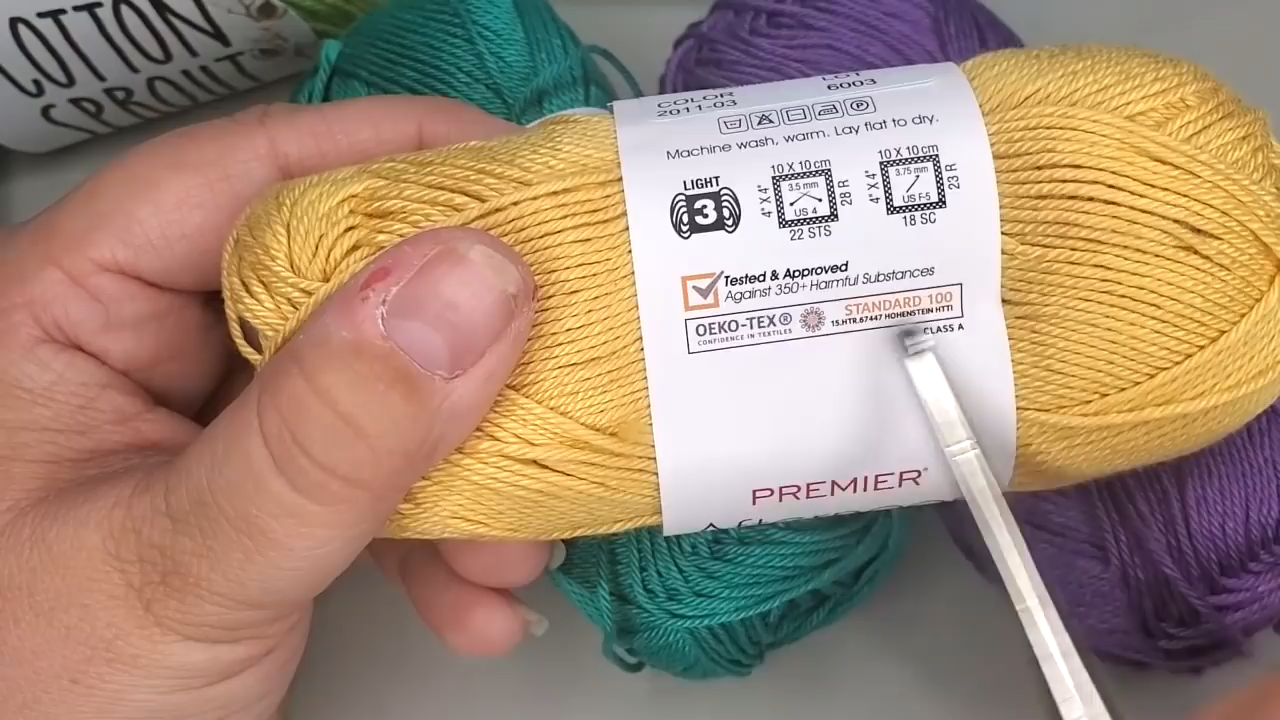 COTTON
SPROUT
COLOR
2011-03
LOT
6003
P
Machine wash, warm. Lay flat to dry.
LIGHT
3
10 X 10 cm
4" X 4"
3.5 mm
US 4
28 R
22 STS
10 X 10 cm
4" X 4"
3.75 mm
US F-5
23 R
18 SC
Tested & Approved
Against 350+ Harmful Substances
OEKO-TEX®
CONFIDENCE IN TEXTILES
STANDARD 100
15.HTR.67447 HOHENSTEIN HTTI
CLASS A
PREMIER®